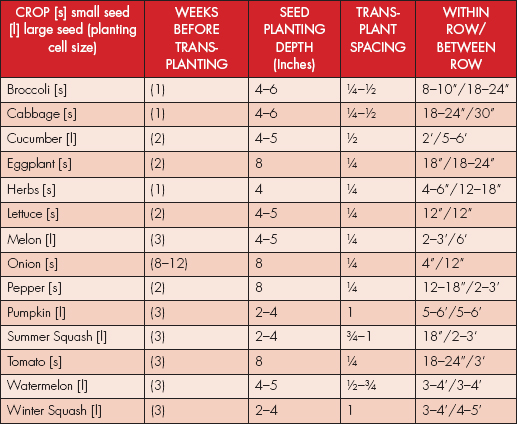 CROP [s] small seed [l] large seed (planting cell size) | WEEKS BEFORE TRANS-PLANTING | SEED PLANTING DEPTH (Inches) | TRANS-PLANT SPACING | WITHIN ROW/ BETWEEN ROW
Broccoli [s] (1) 4–6 ¼–½ 8–10"/18–24"
Cabbage [s] (1) 4–6 ¼–½ 18–24"/30"
Cucumber [l] (2) 4–5 ½ 2'/5–6'
Eggplant [s] (2) 8 ¼ 18"/18–24"
Herbs [s] (1) 4 ¼ 4–6"/12–18"
Lettuce [s] (2) 4–5 ¼ 12"/12"
Melon [l] (3) 4–5 ¼ 2–3'/6'
Onion [s] (8–12) 8 ¼ 4"/12"
Pepper [s] (2) 8 ¼ 12–18"/2–3'
Pumpkin [l] (3) 2–4 1 5–6'/5–6'
Summer Squash [l] (3) 2–4 ¾–1 18"/2–3'
Tomato [s] (3) 8 ¼ 18–24"/3'
Watermelon [l] (3) 4–5 ½–¾ 3–4'/3–4'
Winter Squash [l] (3) 2–4 1 3–4'/4–5'